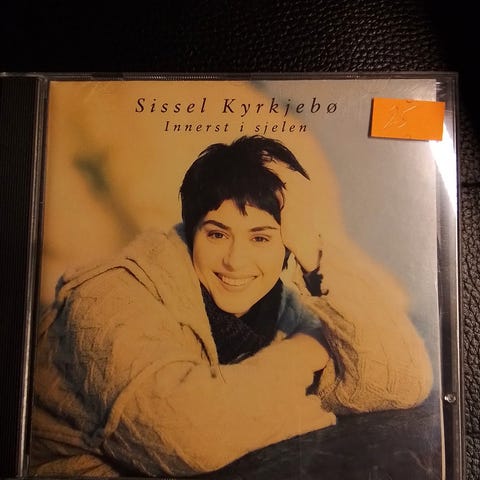 Sissel Kyrkjebø
Innerst i sjelen
25